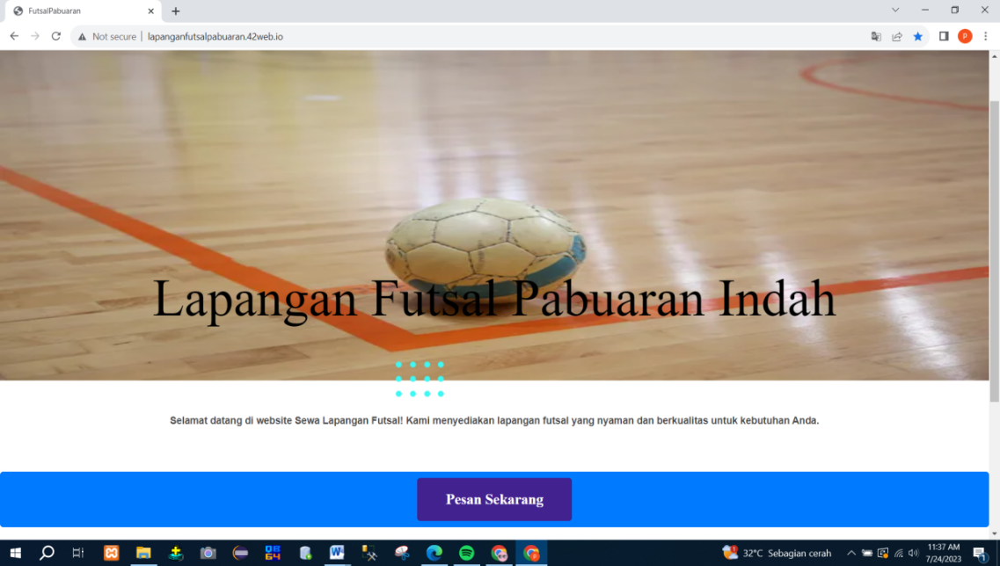 FutsalPabuaran
Not secure
lapanganfutsalpabuaran.42web.io
P
Lapangan Futsal Pabuaran Indah
Selamat datang di website Sewa Lapangan Futsal! Kami menyediakan lapangan futsal yang nyaman dan berkualitas untuk kebutuhan Anda.
Pesan Sekarang
32°C Sebagian cerah
11:37 AM
7/24/2023